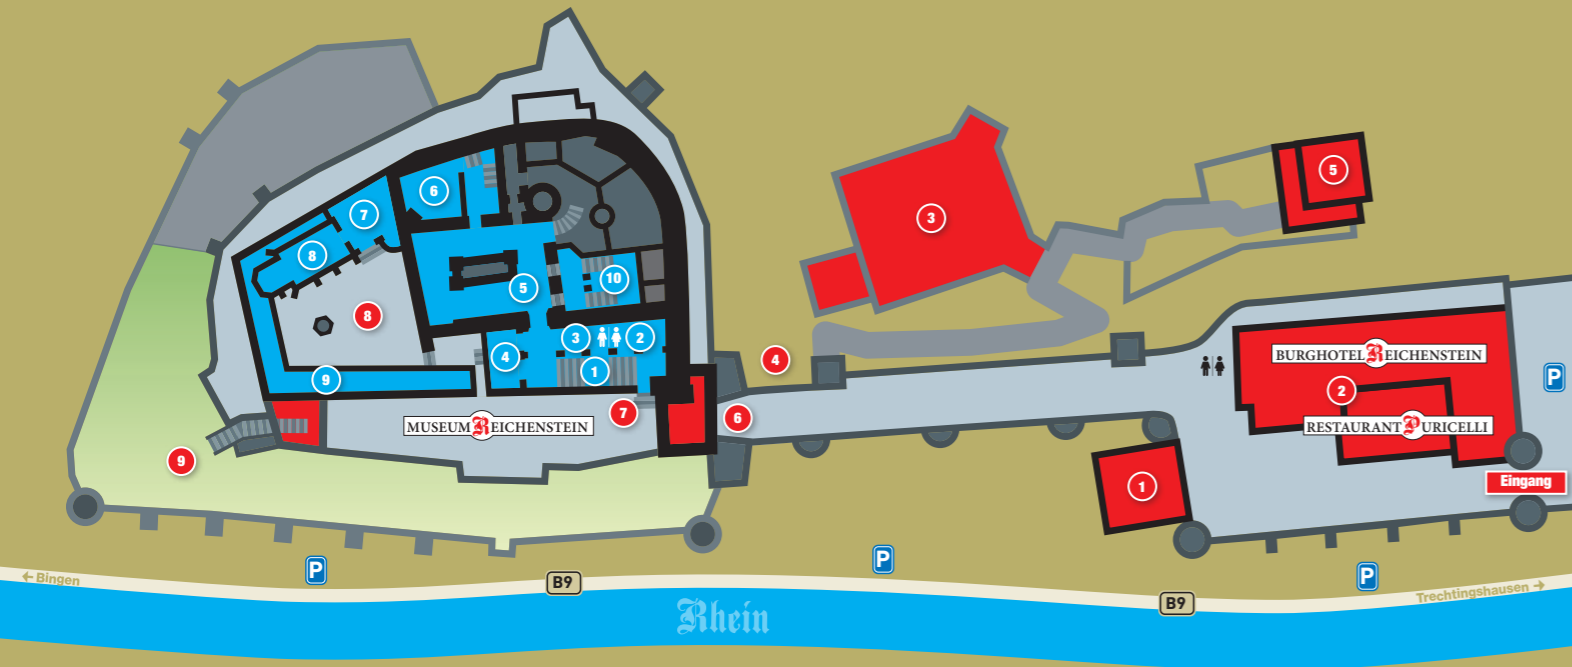 6
7
8
5
10
8
3
2
4
1
9
7
6
4
9
MUSEUM REICHENSTEIN
3
5
BURGHOTEL REICHENSTEIN
2
RESTAURANT PURICELLI
1
Eingang
P
P
P
P
← Bingen
B9
B9
Trechtingshausen →
Rhein